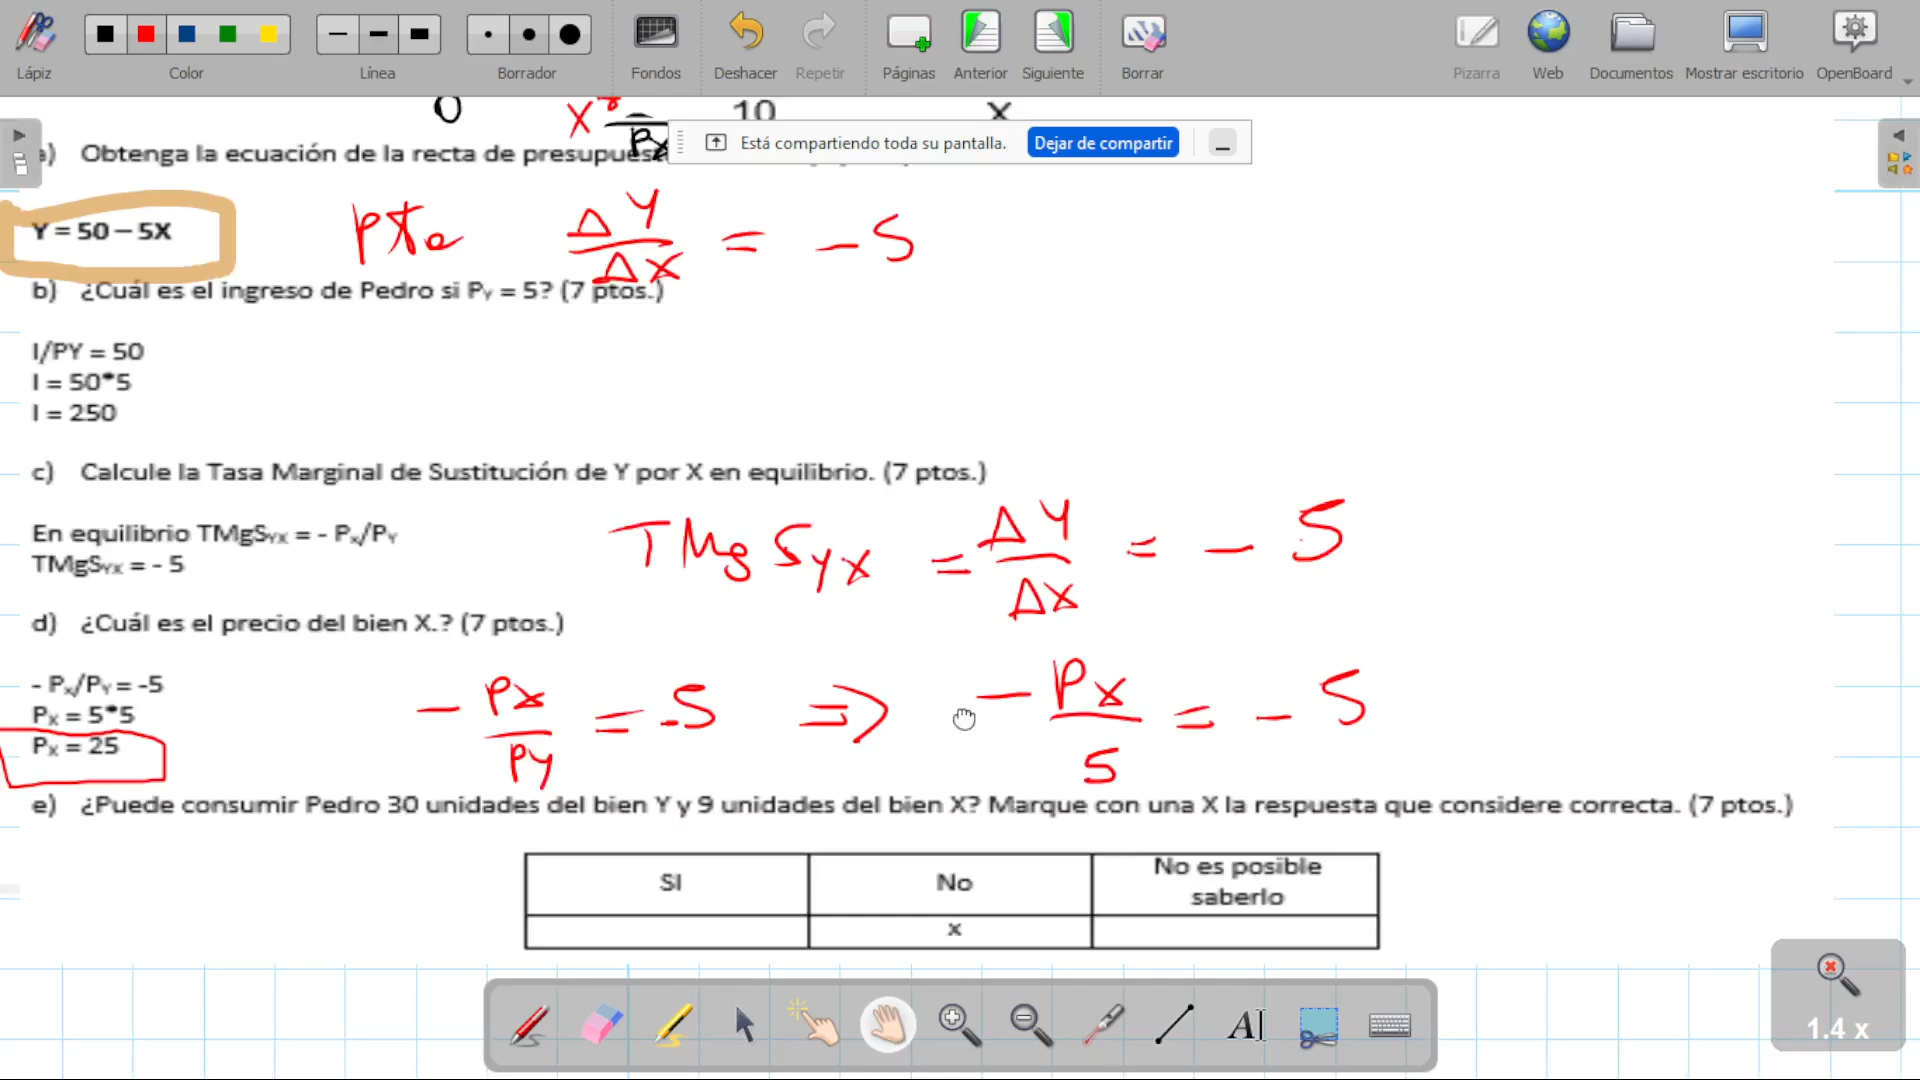 Lápiz
Color
Línea
Borrador
Fondos
Deshacer
Repetir
Páginas
Anterior
Siguiente
Borrar
Pizarra
Web
Documentos
Mostrar escritorio
OpenBoard
0
X
Px
10
X
Está compartiendo toda su pantalla.
Dejar de compartir
a) Obtenga la ecuación de la recta de presupues
Y = 50 – 5X
pte ΔY/ΔX = - 5
b) ¿Cuál es el ingreso de Pedro si PY = 5? (7 ptos.)
I/PY = 50
I = 50*5
I = 250
c) Calcule la Tasa Marginal de Sustitución de Y por X en equilibrio. (7 ptos.)
En equilibrio TMgSYX = - PX/PY
TMgSYX = - 5
TMgSYX = ΔY/ΔX = - 5
d) ¿Cuál es el precio del bien X.? (7 ptos.)
- PX/PY = -5
PX = 5*5
PX = 25
- Px/Py = -5 => - Px/5 = - 5
e) ¿Puede consumir Pedro 30 unidades del bien Y y 9 unidades del bien X? Marque con una X la respuesta que considere correcta. (7 ptos.)
SI
No
No es posible
saberlo
x
AI
1.4 x